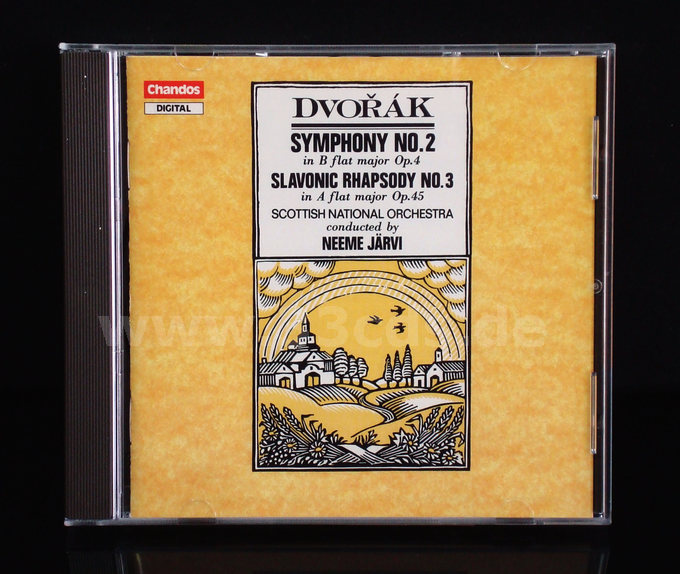 Chandos
DIGITAL
DVOŘÁK
SYMPHONY NO.2
in B flat major Op.4
SLAVONIC RHAPSODY NO.3
in A flat major Op.45
SCOTTISH NATIONAL ORCHESTRA
conducted by
NEEME JÄRVI